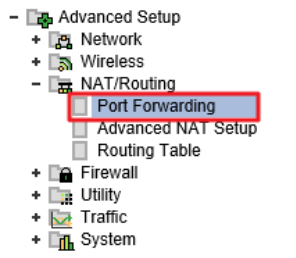 Advanced Setup
Network
Wireless
NAT/Routing
Port Forwarding
Advanced NAT Setup
Routing Table
Firewall
Utility
Traffic
System